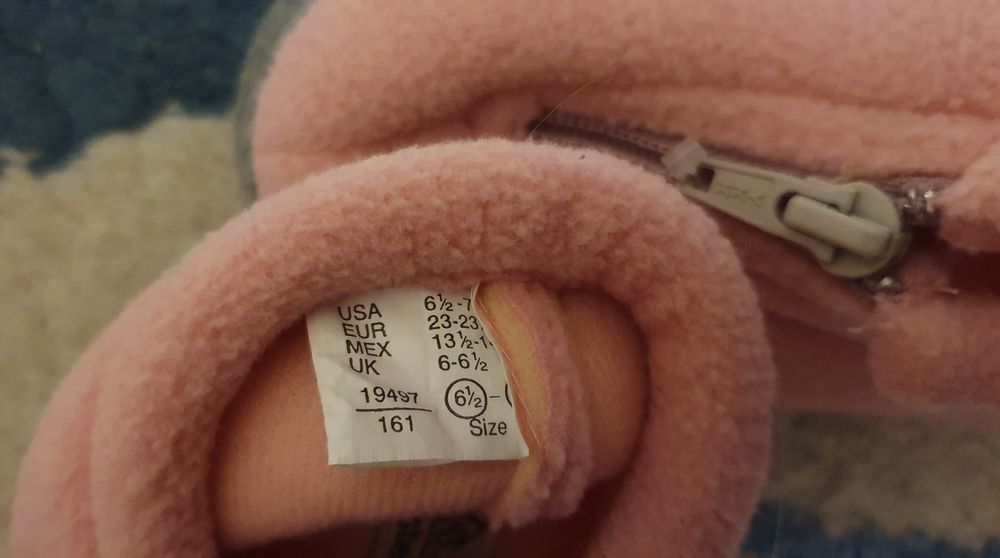 USA 6½-7
EUR 23-23
MEX 13½-1
UK 6-6½
19497
161
6½-
Size